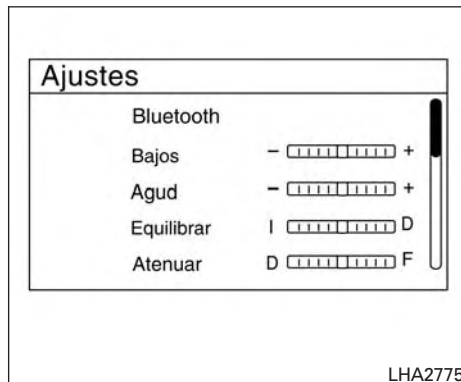 Ajustes
Bluetooth
Bajos - +
Agud - +
Equilibrar I D
Atenuar D F
LHA2775